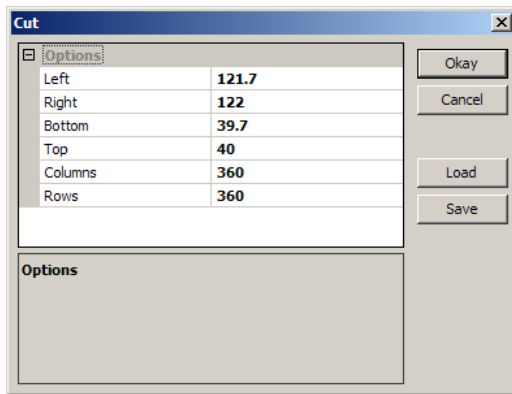 Cut
Options
Okay
Left 121.7
Right 122
Cancel
Bottom 39.7
Top 40
Columns 360
Load
Rows 360
Save
Options